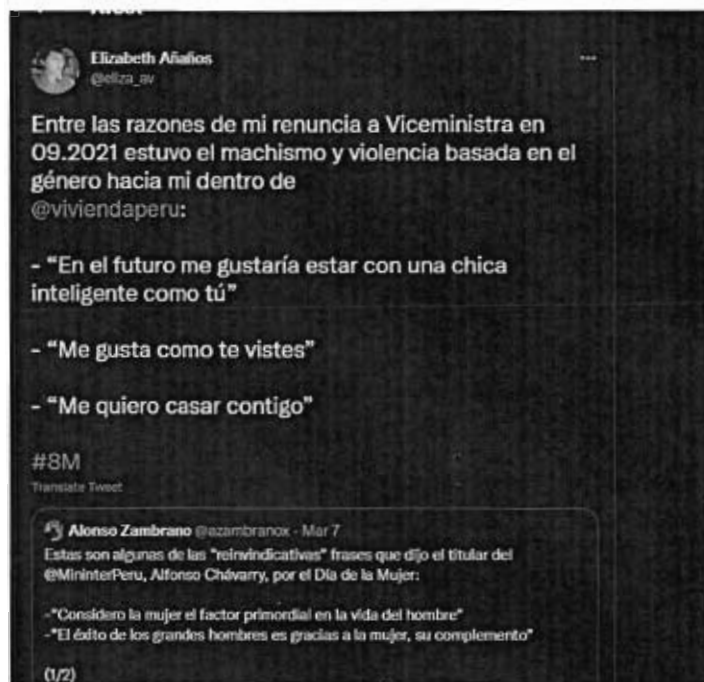 Elizabeth Añaños
@eliza_av
Entre las razones de mi renuncia a Viceministra en
09.2021 estuvo el machismo y violencia basada en el
género hacia mi dentro de
@viviendaperu:
- “En el futuro me gustaría estar con una chica
inteligente como tú”
- “Me gusta como te vistes”
- “Me quiero casar contigo”
#8M
Translate Tweet
Alonso Zambrano @azambranox · Mar 7
Estas son algunas de las "reinvindicativas" frases que dijo el titular del
@MininterPeru, Alfonso Chávarry, por el Día de la Mujer:
-"Considero la mujer el factor primordial en la vida del hombre"
-"El éxito de los grandes hombres es gracias a la mujer, su complemento"
(1/2)